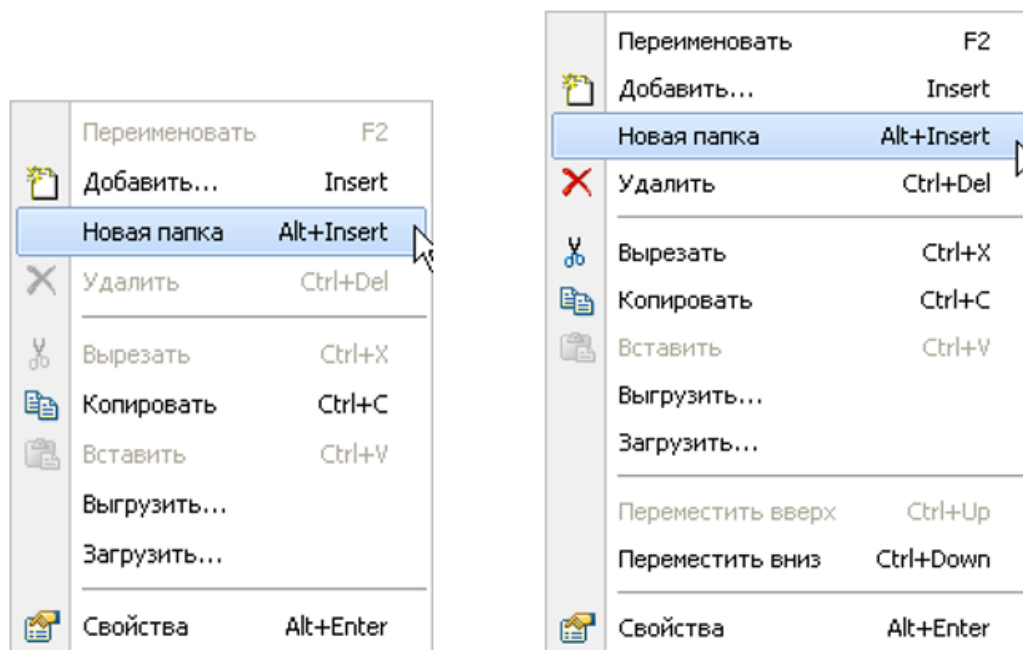 Переименовать F2
Добавить... Insert
Новая папка Alt+Insert
Удалить Ctrl+Del
Вырезать Ctrl+X
Копировать Ctrl+C
Вставить Ctrl+V
Выгрузить...
Загрузить...
Свойства Alt+Enter
Переименовать F2
Добавить... Insert
Новая папка Alt+Insert
Удалить Ctrl+Del
Вырезать Ctrl+X
Копировать Ctrl+C
Вставить Ctrl+V
Выгрузить...
Загрузить...
Переместить вверх Ctrl+Up
Переместить вниз Ctrl+Down
Свойства Alt+Enter